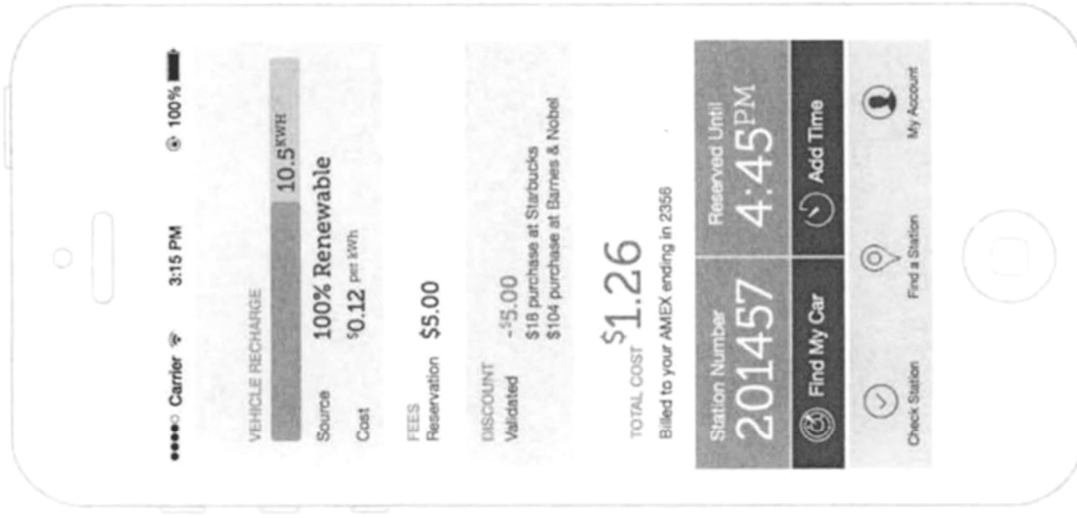 ●●●●○ Carrier 3:15 PM 100%
VEHICLE RECHARGE
10.5 KWH
Source 100% Renewable
Cost $0.12 per kWh
FEES
Reservation $5.00
DISCOUNT
Validated -$5.00
$18 purchase at Starbucks
$104 purchase at Barnes & Nobel
TOTAL COST $1.26
Billed to your AMEX ending in 2356
Station Number
201457
Reserved Until
4:45PM
Find My Car
Add Time
Check Station
Find a Station
My Account